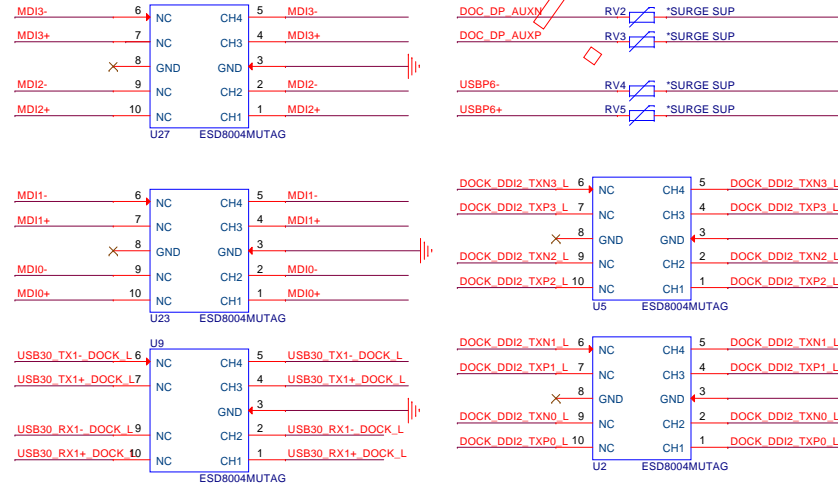 MDI3- 6 NC CH4 5 MDI3-
MDI3+ 7 NC CH3 4 MDI3+
8 GND GND 3
MDI2- 9 NC CH2 2 MDI2-
MDI2+ 10 NC CH1 1 MDI2+
U27 ESD8004MUTAG
DOC_DP_AUXN RV2 *SURGE SUP
DOC_DP_AUXP RV3 *SURGE SUP
USBP6- RV4 *SURGE SUP
USBP6+ RV5 *SURGE SUP
MDI1- 6 NC CH4 5 MDI1-
MDI1+ 7 NC CH3 4 MDI1+
8 GND GND 3
MDI0- 9 NC CH2 2 MDI0-
MDI0+ 10 NC CH1 1 MDI0+
U23 ESD8004MUTAG
DOCK_DDI2_TXN3_L 6 NC CH4 5 DOCK_DDI2_TXN3_L
DOCK_DDI2_TXP3_L 7 NC CH3 4 DOCK_DDI2_TXP3_L
8 GND GND 3
DOCK_DDI2_TXN2_L 9 NC CH2 2 DOCK_DDI2_TXN2_L
DOCK_DDI2_TXP2_L 10 NC CH1 1 DOCK_DDI2_TXP2_L
U5 ESD8004MUTAG
U9
USB30_TX1-_DOCK_L 6 NC CH4 5 USB30_TX1-_DOCK_L
USB30_TX1+_DOCK_L 7 NC CH3 4 USB30_TX1+_DOCK_L
GND 3
USB30_RX1-_DOCK_L 9 NC CH2 2 USB30_RX1-_DOCK_L
USB30_RX1+_DOCK_L 10 NC CH1 1 USB30_RX1+_DOCK_L
ESD8004MUTAG
DOCK_DDI2_TXN1_L 6 NC CH4 5 DOCK_DDI2_TXN1_L
DOCK_DDI2_TXP1_L 7 NC CH3 4 DOCK_DDI2_TXP1_L
8 GND GND 3
DOCK_DDI2_TXN0_L 9 NC CH2 2 DOCK_DDI2_TXN0_L
DOCK_DDI2_TXP0_L 10 NC CH1 1 DOCK_DDI2_TXP0_L
U2 ESD8004MUTAG